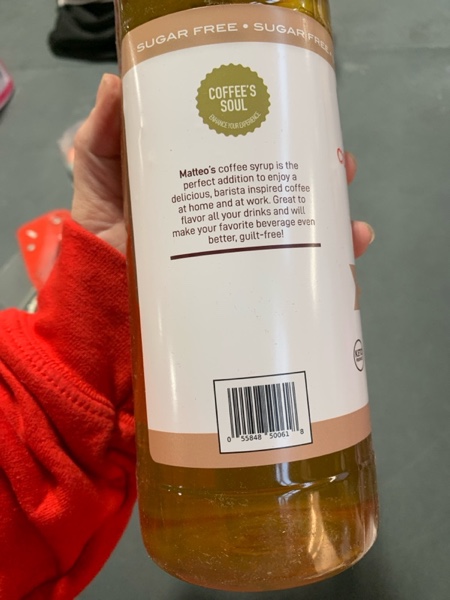 SUGAR FREE • SUGAR FREE
COFFEE'S
SOUL
ENHANCE YOUR EXPERIENCE
Matteo's coffee syrup is the
perfect addition to enjoy a
delicious, barista inspired coffee
at home and at work. Great to
flavor all your drinks and will
make your favorite beverage even
better, guilt-free!
KETO
0 55848 50061 8